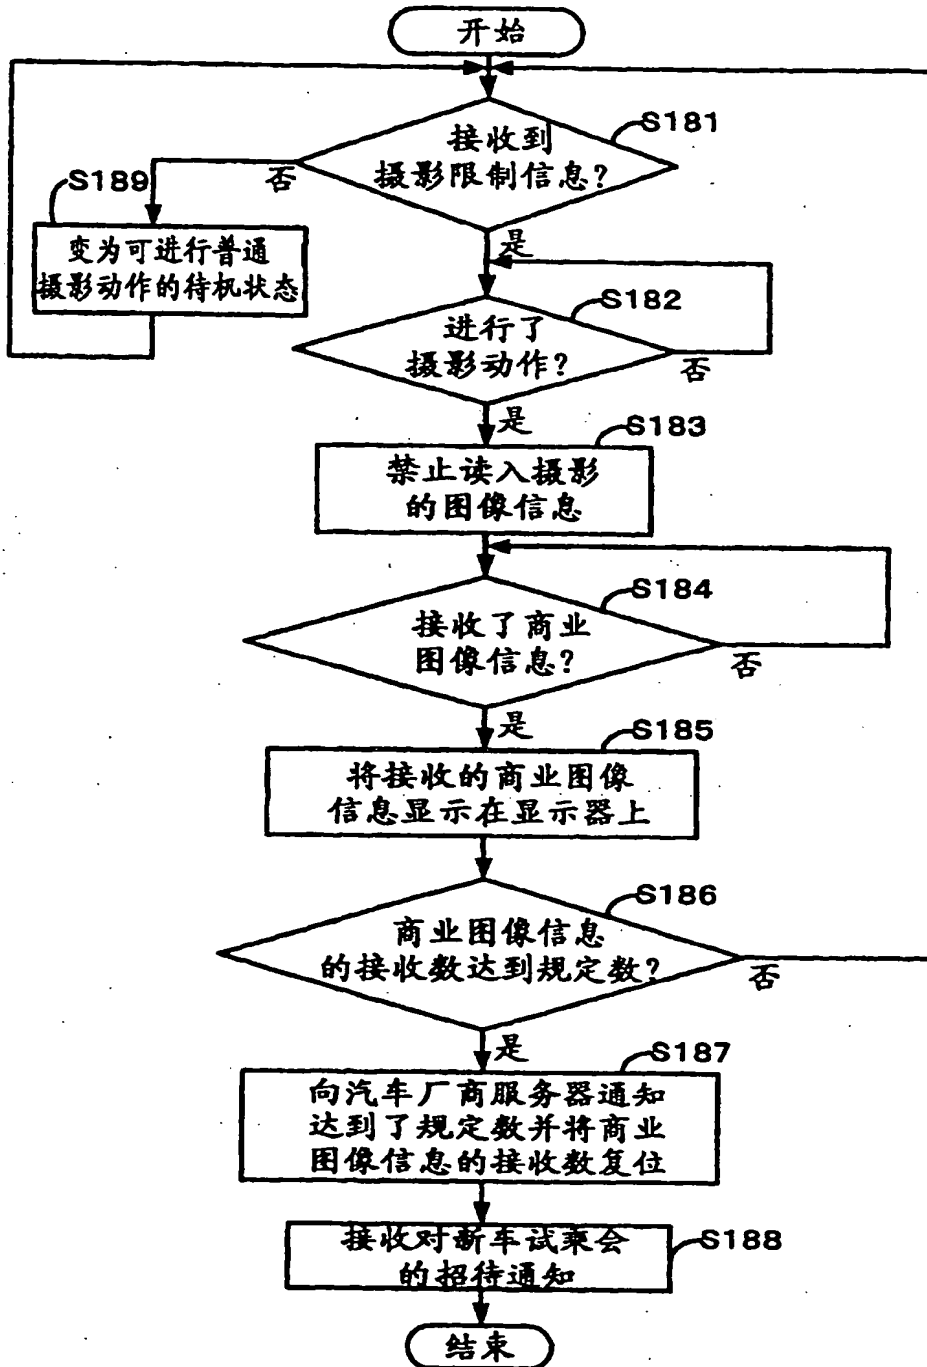 开始
S181
接收到
摄影限制信息?
否
是
S189
变为可进行普通
摄影动作的待机状态
S182
进行了
摄影动作?
否
是
S183
禁止读入摄影
的图像信息
S184
接收了商业
图像信息?
否
是
S185
将接收的商业图像
信息显示在显示器上
S186
商业图像信息
的接收数达到规定数?
否
是
S187
向汽车厂商服务器通知
达到了规定数并将商业
图像信息的接收数复位
S188
接收对新车试乘会
的招待通知
结束